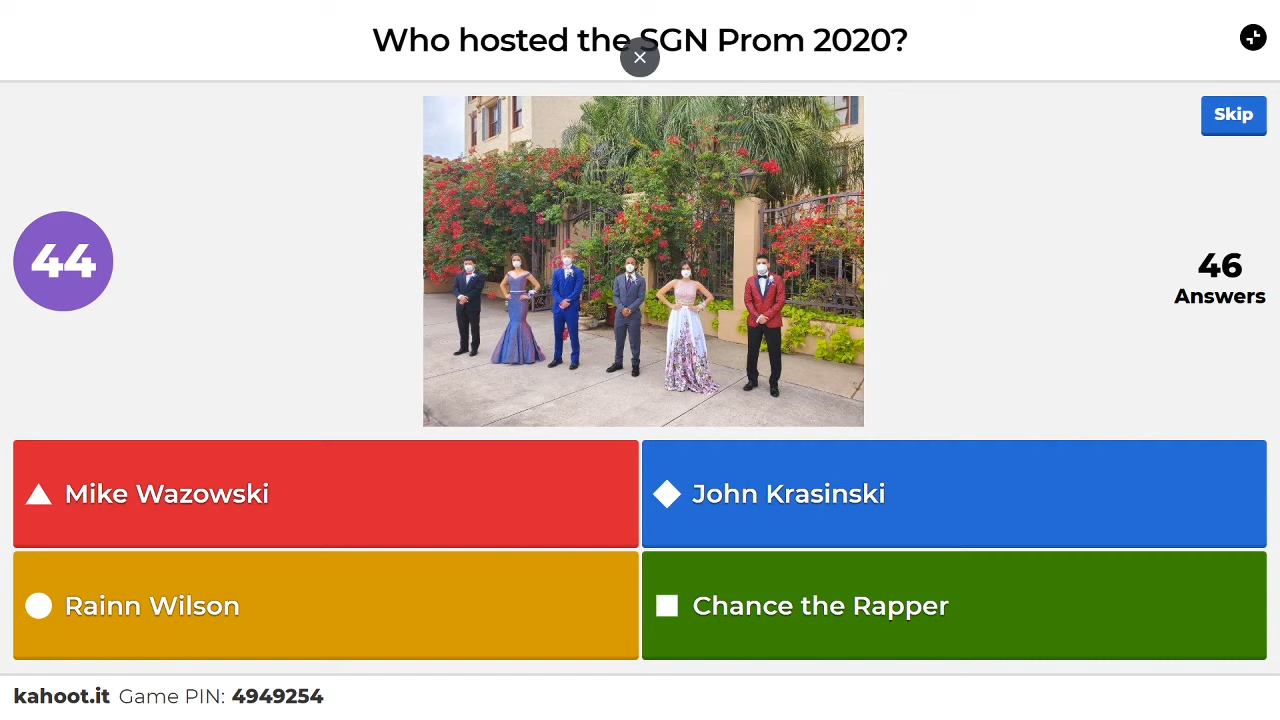 Who hosted the SGN Prom 2020?
Skip
44
46
Answers
Mike Wazowski
John Krasinski
Rainn Wilson
Chance the Rapper
kahoot.it Game PIN: 4949254